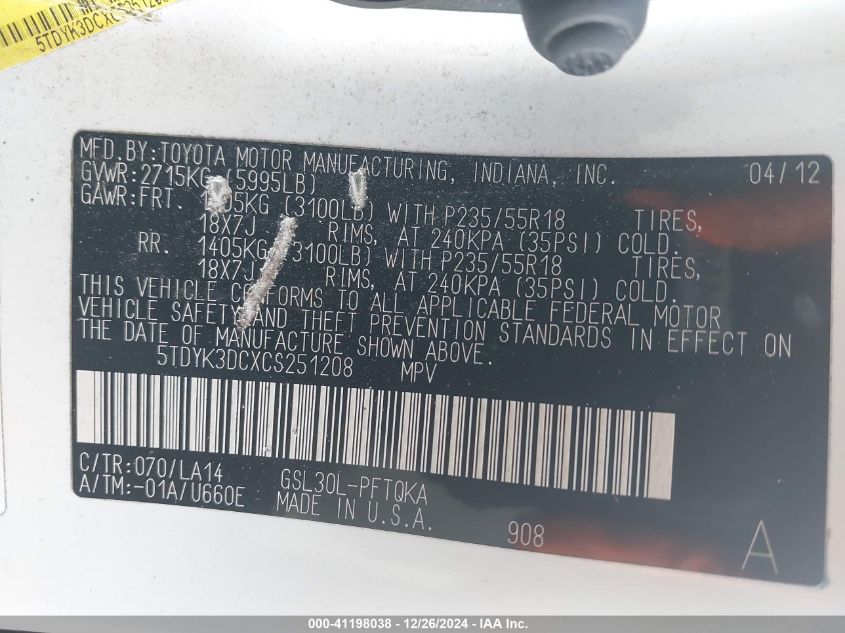 5TDYK3DCXCS251208
MFD.BY:TOYOTA MOTOR MANUFACTURING, INDIANA, INC. 04/12
GVWR:2715KG (5995LB)
GAWR:FRT. 1405KG (3100LB) WITH P235/55R18 TIRES,
18X7J RIMS, AT 240KPA (35PSI) COLD.
RR. 1405KG (3100LB) WITH P235/55R18 TIRES,
18X7J RIMS, AT 240KPA (35PSI) COLD.
THIS VEHICLE CONFORMS TO ALL APPLICABLE FEDERAL MOTOR
VEHICLE SAFETY AND THEFT PREVENTION STANDARDS IN EFFECT ON
THE DATE OF MANUFACTURE SHOWN ABOVE.
5TDYK3DCXCS251208 MPV
C/TR:070/LA14 GSL30L-PFTQKA
A/TM:-01A/U660E MADE IN U.S.A.
908 A
000-41198038 - 12/26/2024 - IAA Inc.